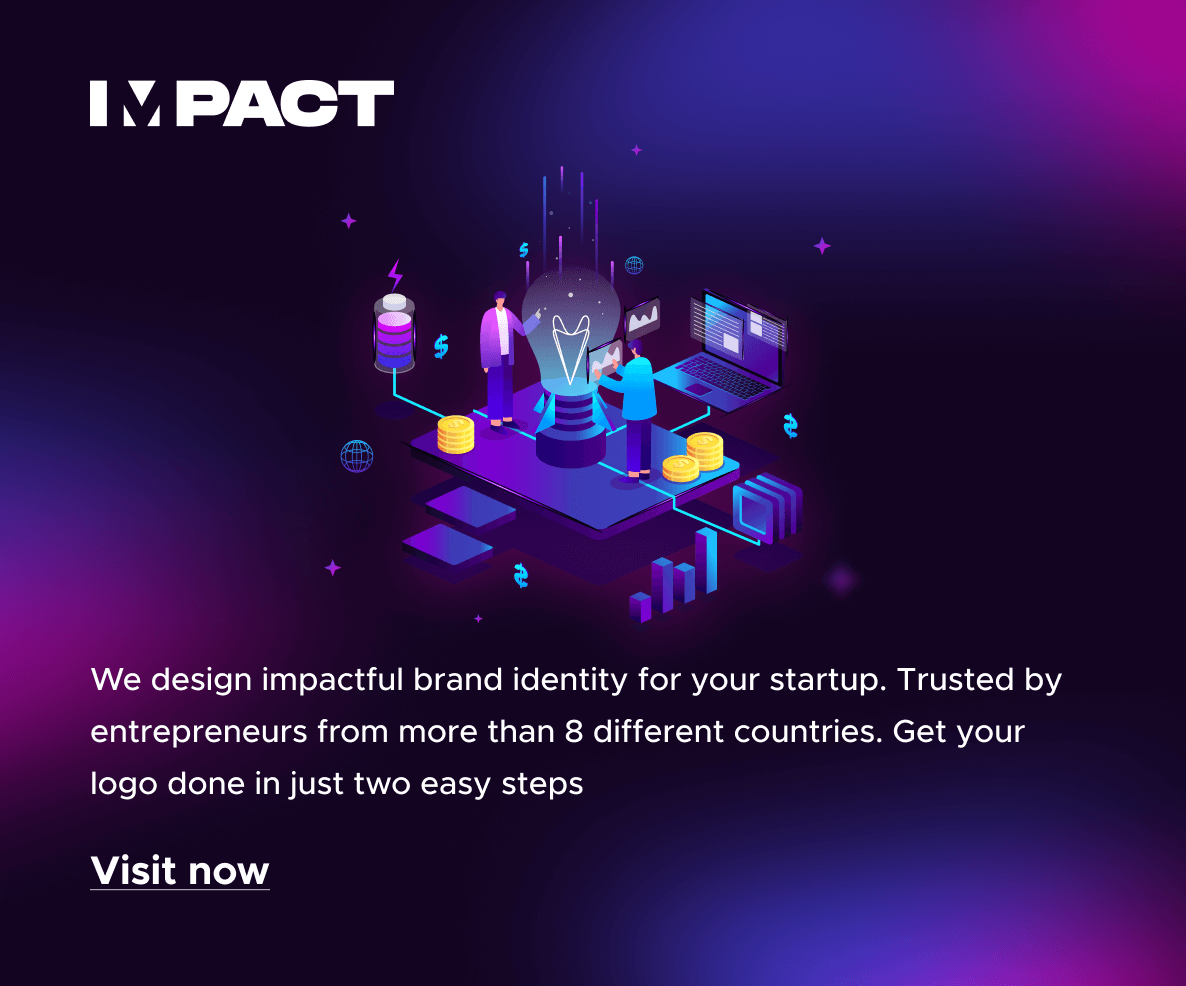 IMPACT
We design impactful brand identity for your startup. Trusted by
entrepreneurs from more than 8 different countries. Get your
logo done in just two easy steps
Visit now